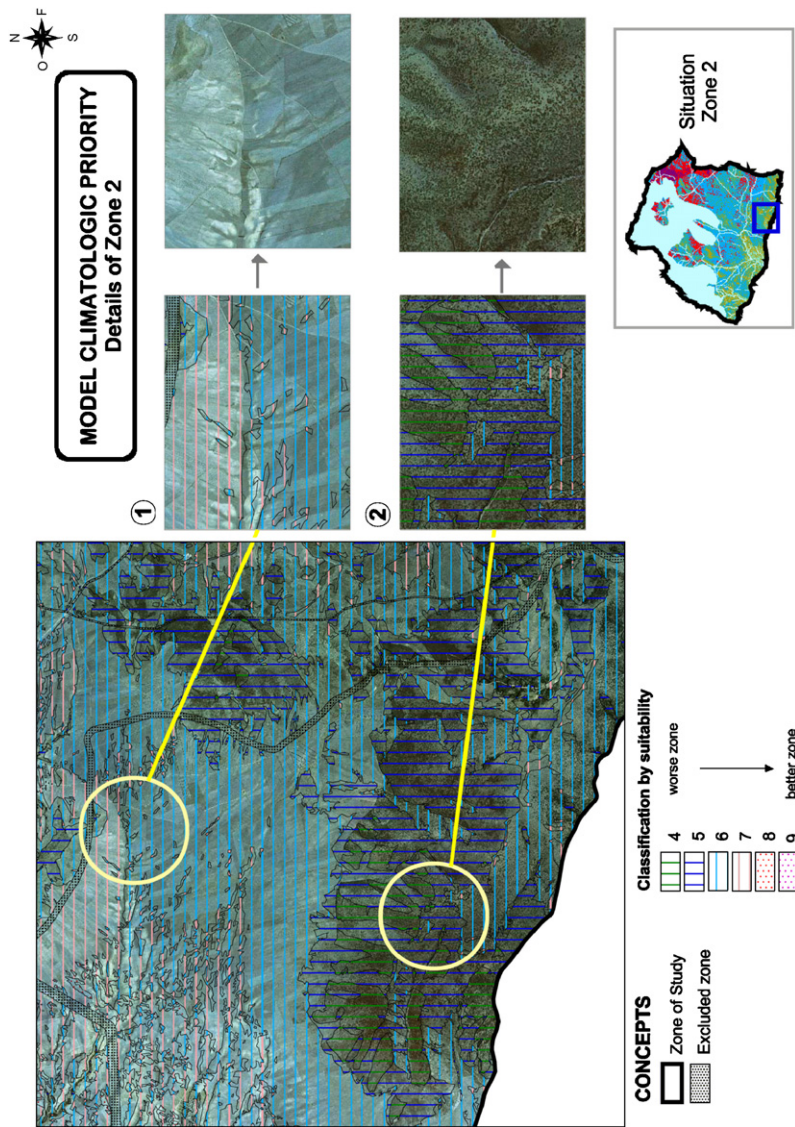 MODEL CLIMATOLOGIC PRIORITY
Details of Zone 2
N
F
S
O
1
2
Situation
Zone 2
CONCEPTS
Zone of Study
Excluded zone
Classification by suitability
4
5
6
7
8
9
worse zone
better zone